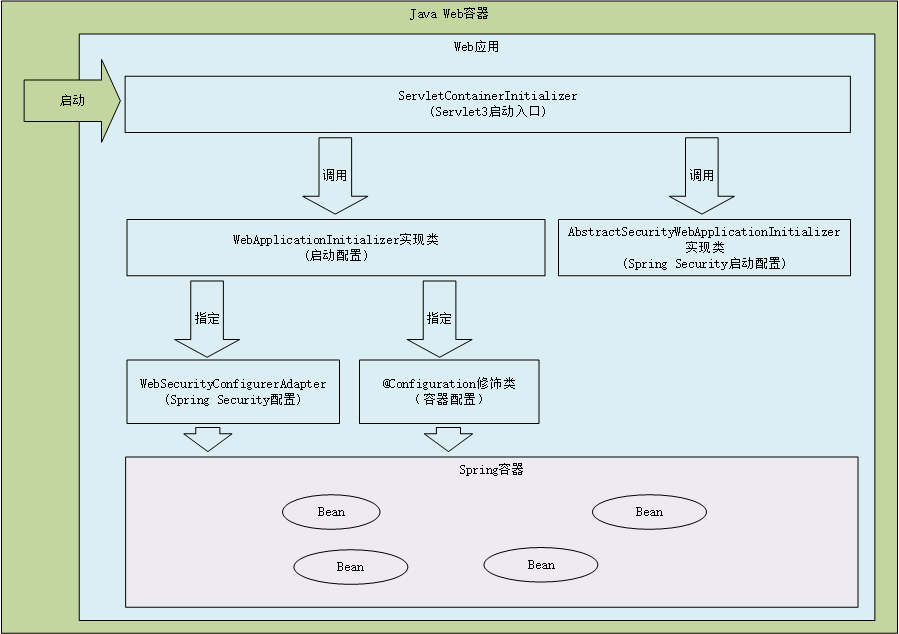 Java Web容器
Web应用
启动
ServletContainerInitializer
(Servlet3启动入口)
调用
调用
WebApplicationInitializer实现类
(启动配置)
AbstractSecurityWebApplicationInitializer
实现类
(Spring Security启动配置)
指定
指定
WebSecurityConfigurerAdapter
(Spring Security配置)
@Configuration修饰类
（容器配置）
Spring容器
Bean
Bean
Bean
Bean